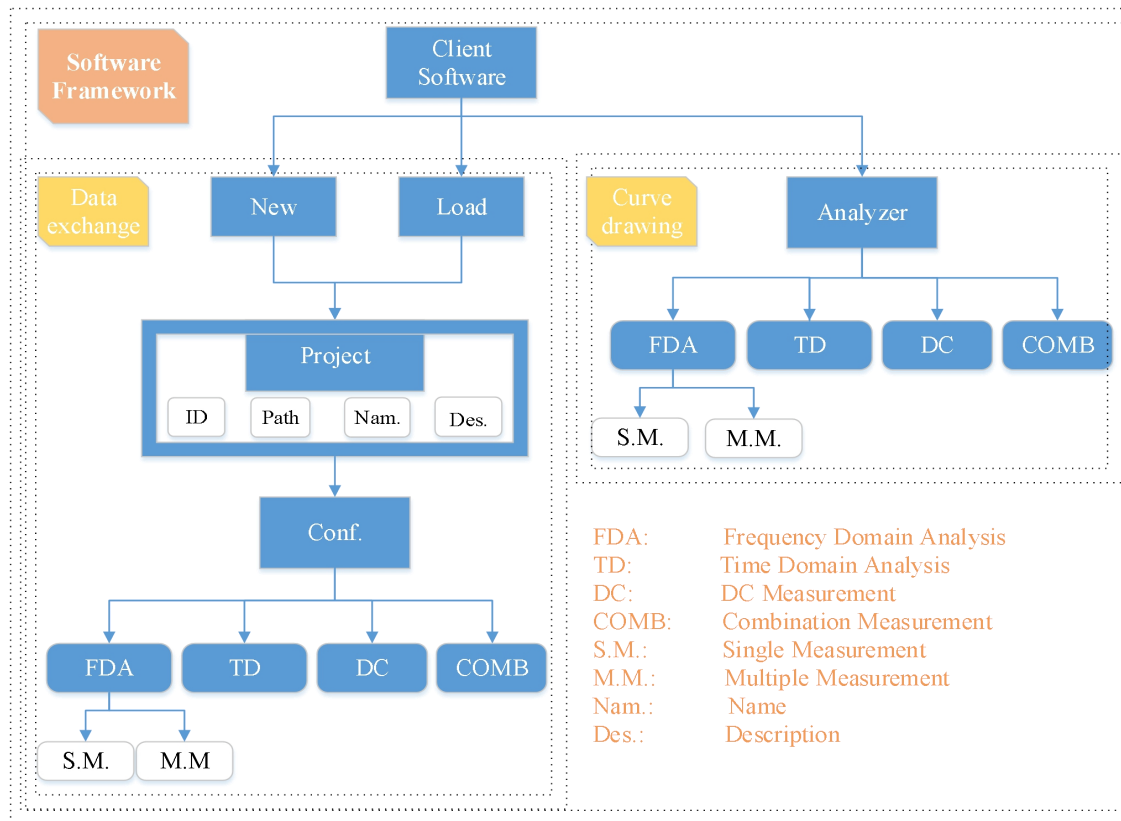 Software
Framework
Client
Software
Data
exchange
New
Load
Curve
drawing
Analyzer
Project
ID
Path
Nam.
Des.
FDA
TD
DC
COMB
S.M.
M.M.
Conf.
FDA
TD
DC
COMB
S.M.
M.M
FDA: Frequency Domain Analysis
TD: Time Domain Analysis
DC: DC Measurement
COMB: Combination Measurement
S.M.: Single Measurement
M.M.: Multiple Measurement
Nam.: Name
Des.: Description